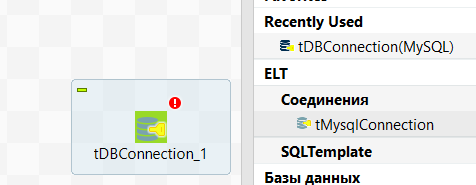 Recently Used
tDBConnection(MySQL)
ELT
Соединения
tMysqlConnection
tDBConnection_1
SQLTemplate
Базы данных